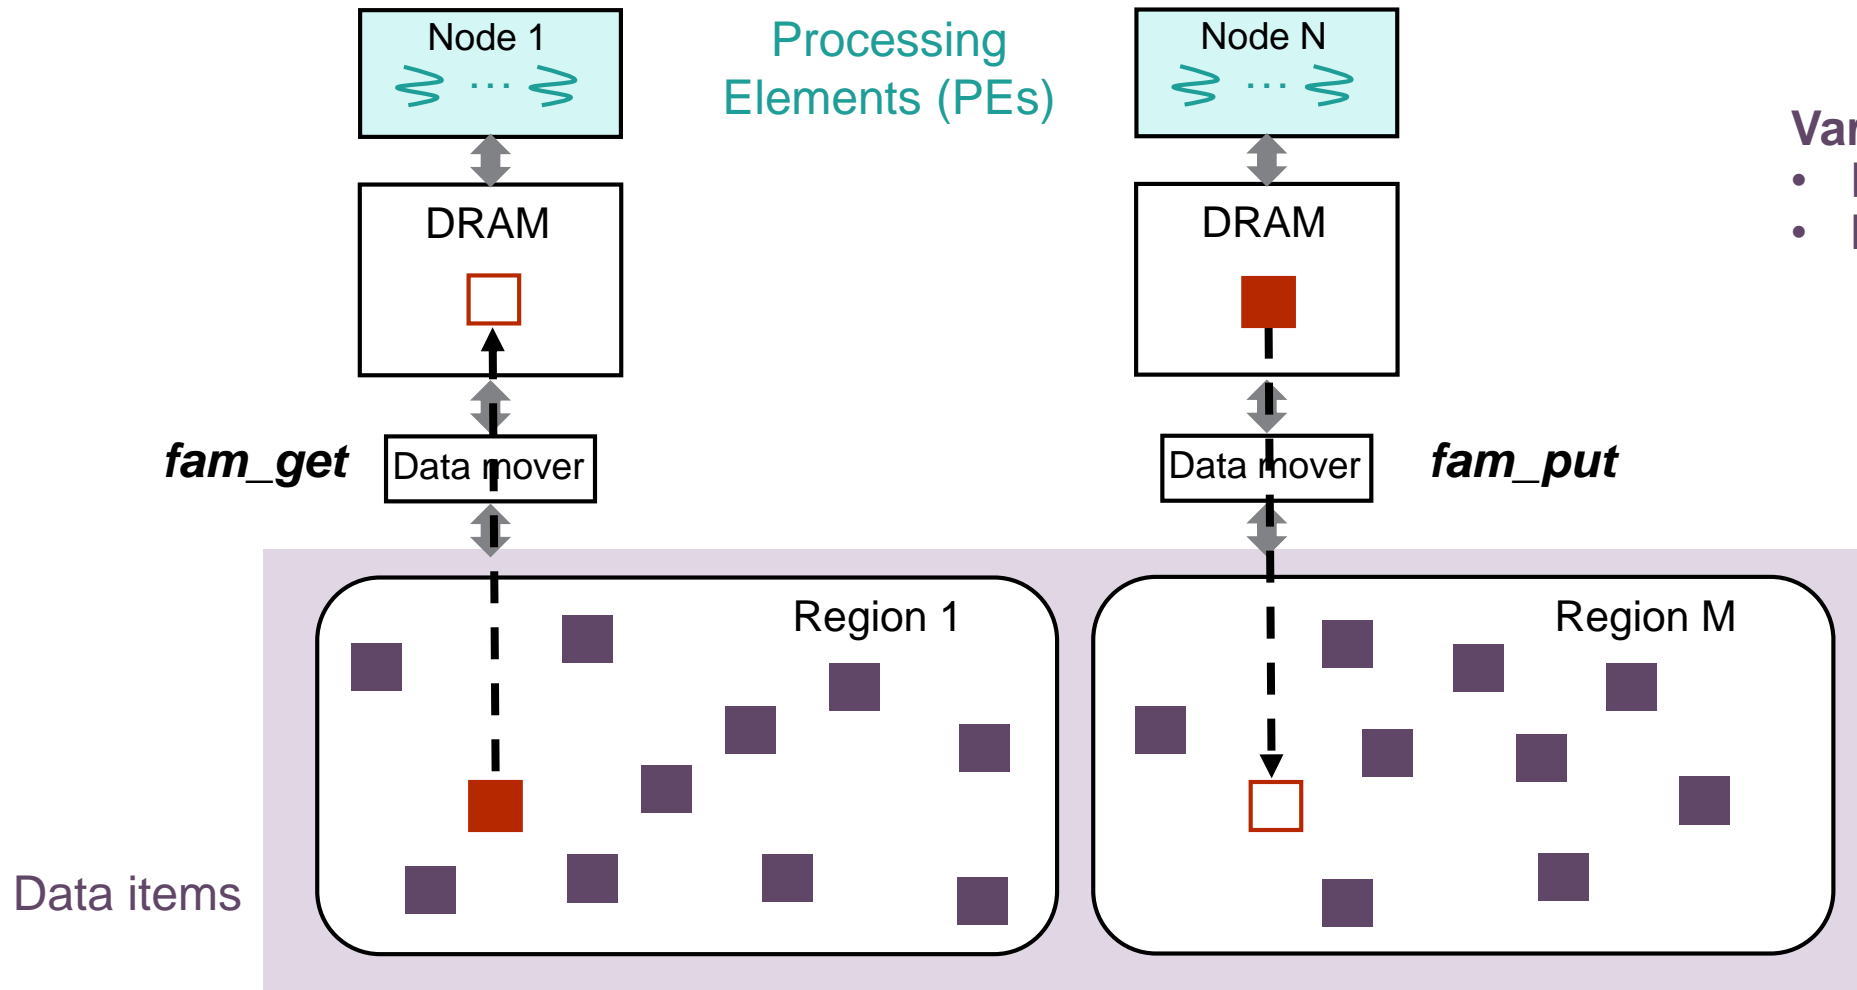 Node 1
...
Processing
Elements (PEs)
Node N
...
DRAM
DRAM
fam_get
Data mover
Data mover
fam_put
Region 1
Region M
Data items